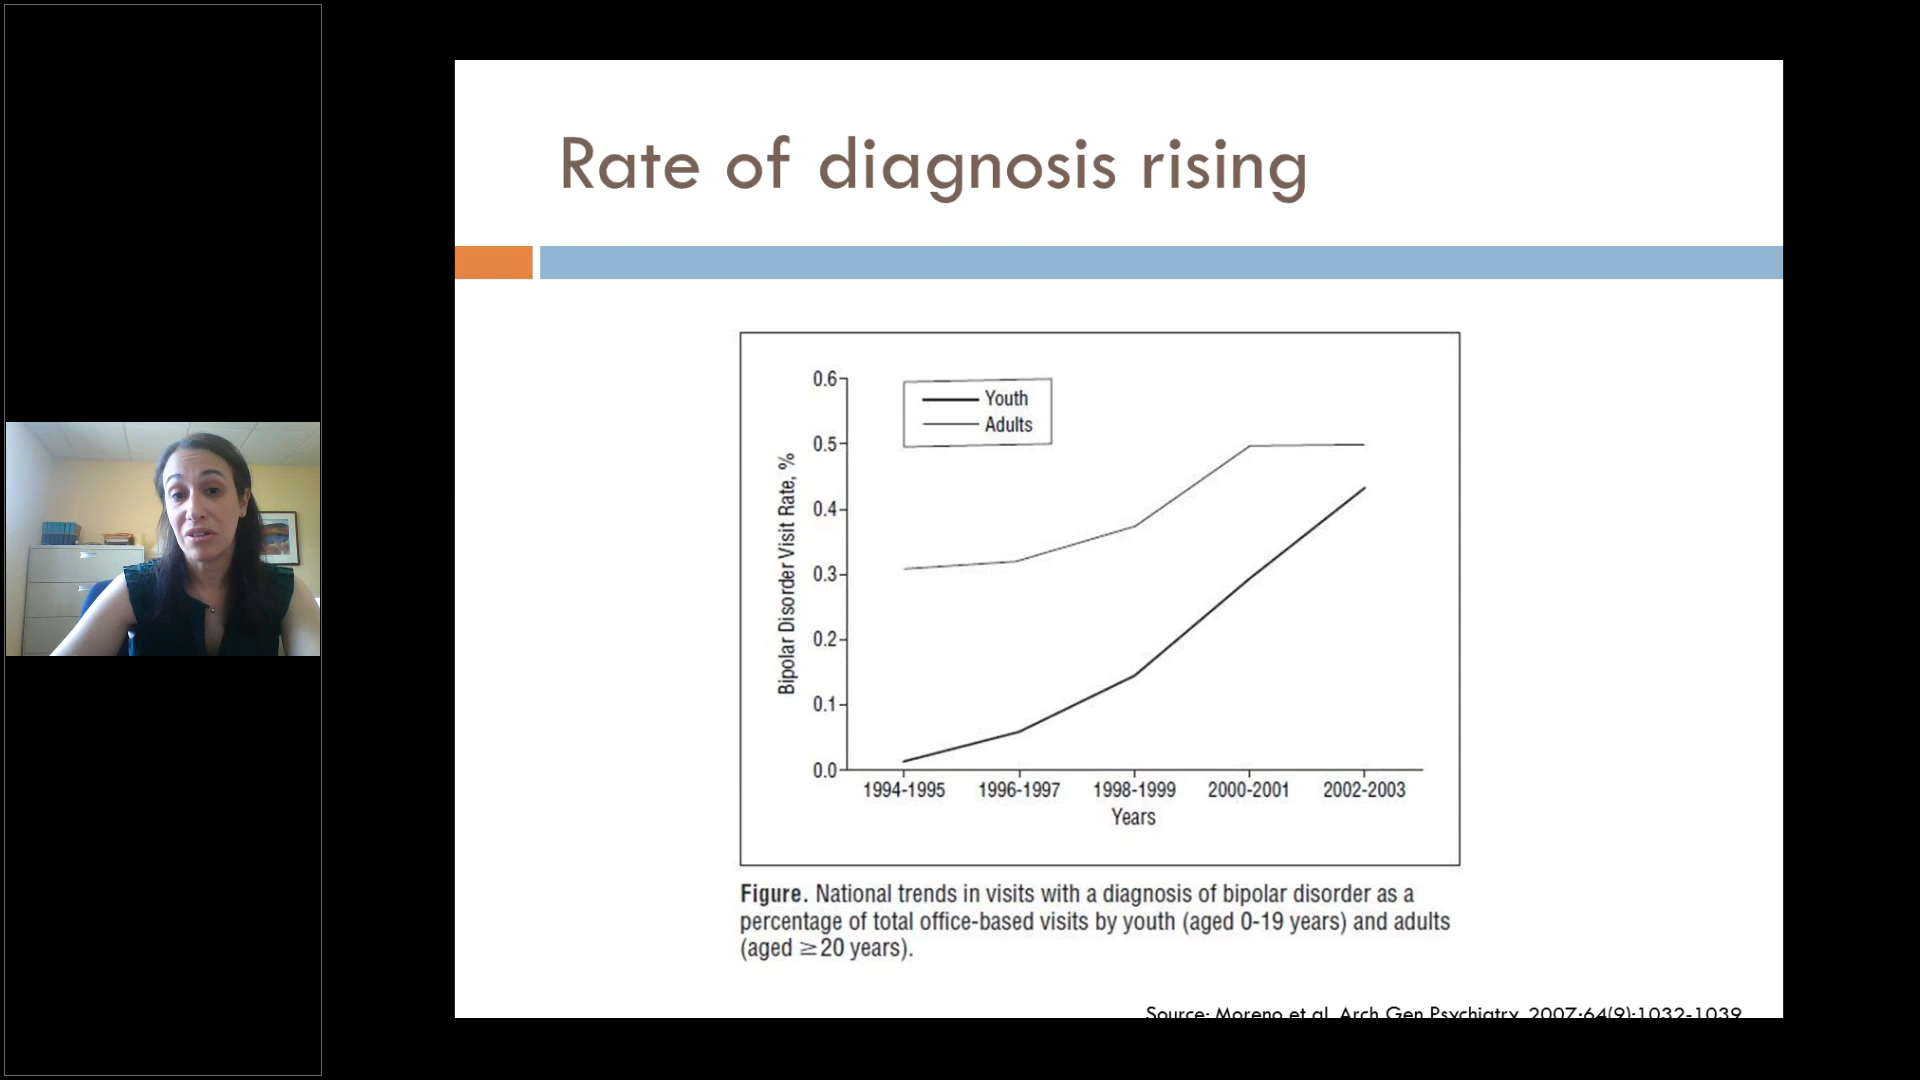 Rate of diagnosis rising
0.6
0.5
0.4
0.3
0.2
0.1
0.0
Bipolar Disorder Visit Rate, %
Youth
Adults
1994-1995 1996-1997 1998-1999 2000-2001 2002-2003
Years
Figure. National trends in visits with a diagnosis of bipolar disorder as a
percentage of total office-based visits by youth (aged 0-19 years) and adults
(aged ≥20 years).
Source: Moreno et al. Arch Gen Psychiatry. 2007;64(9):1032-1039